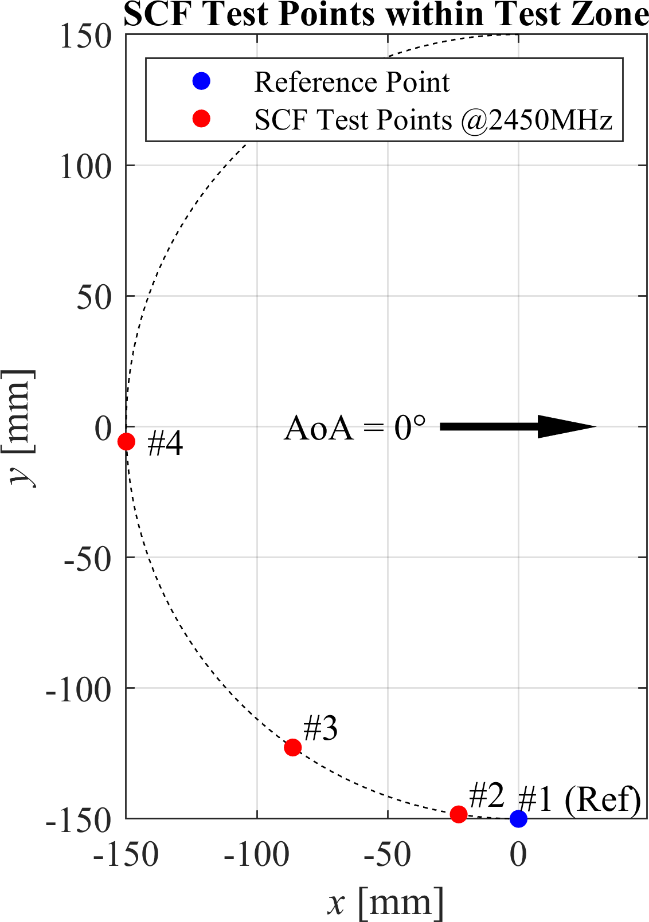 SCF Test Points within Test Zone
Reference Point
SCF Test Points @2450MHz
150
100
50
0
-50
-100
-150
y [mm]
AoA = 0°
#4
#3
#2
#1 (Ref)
-150
-100
-50
0
x [mm]